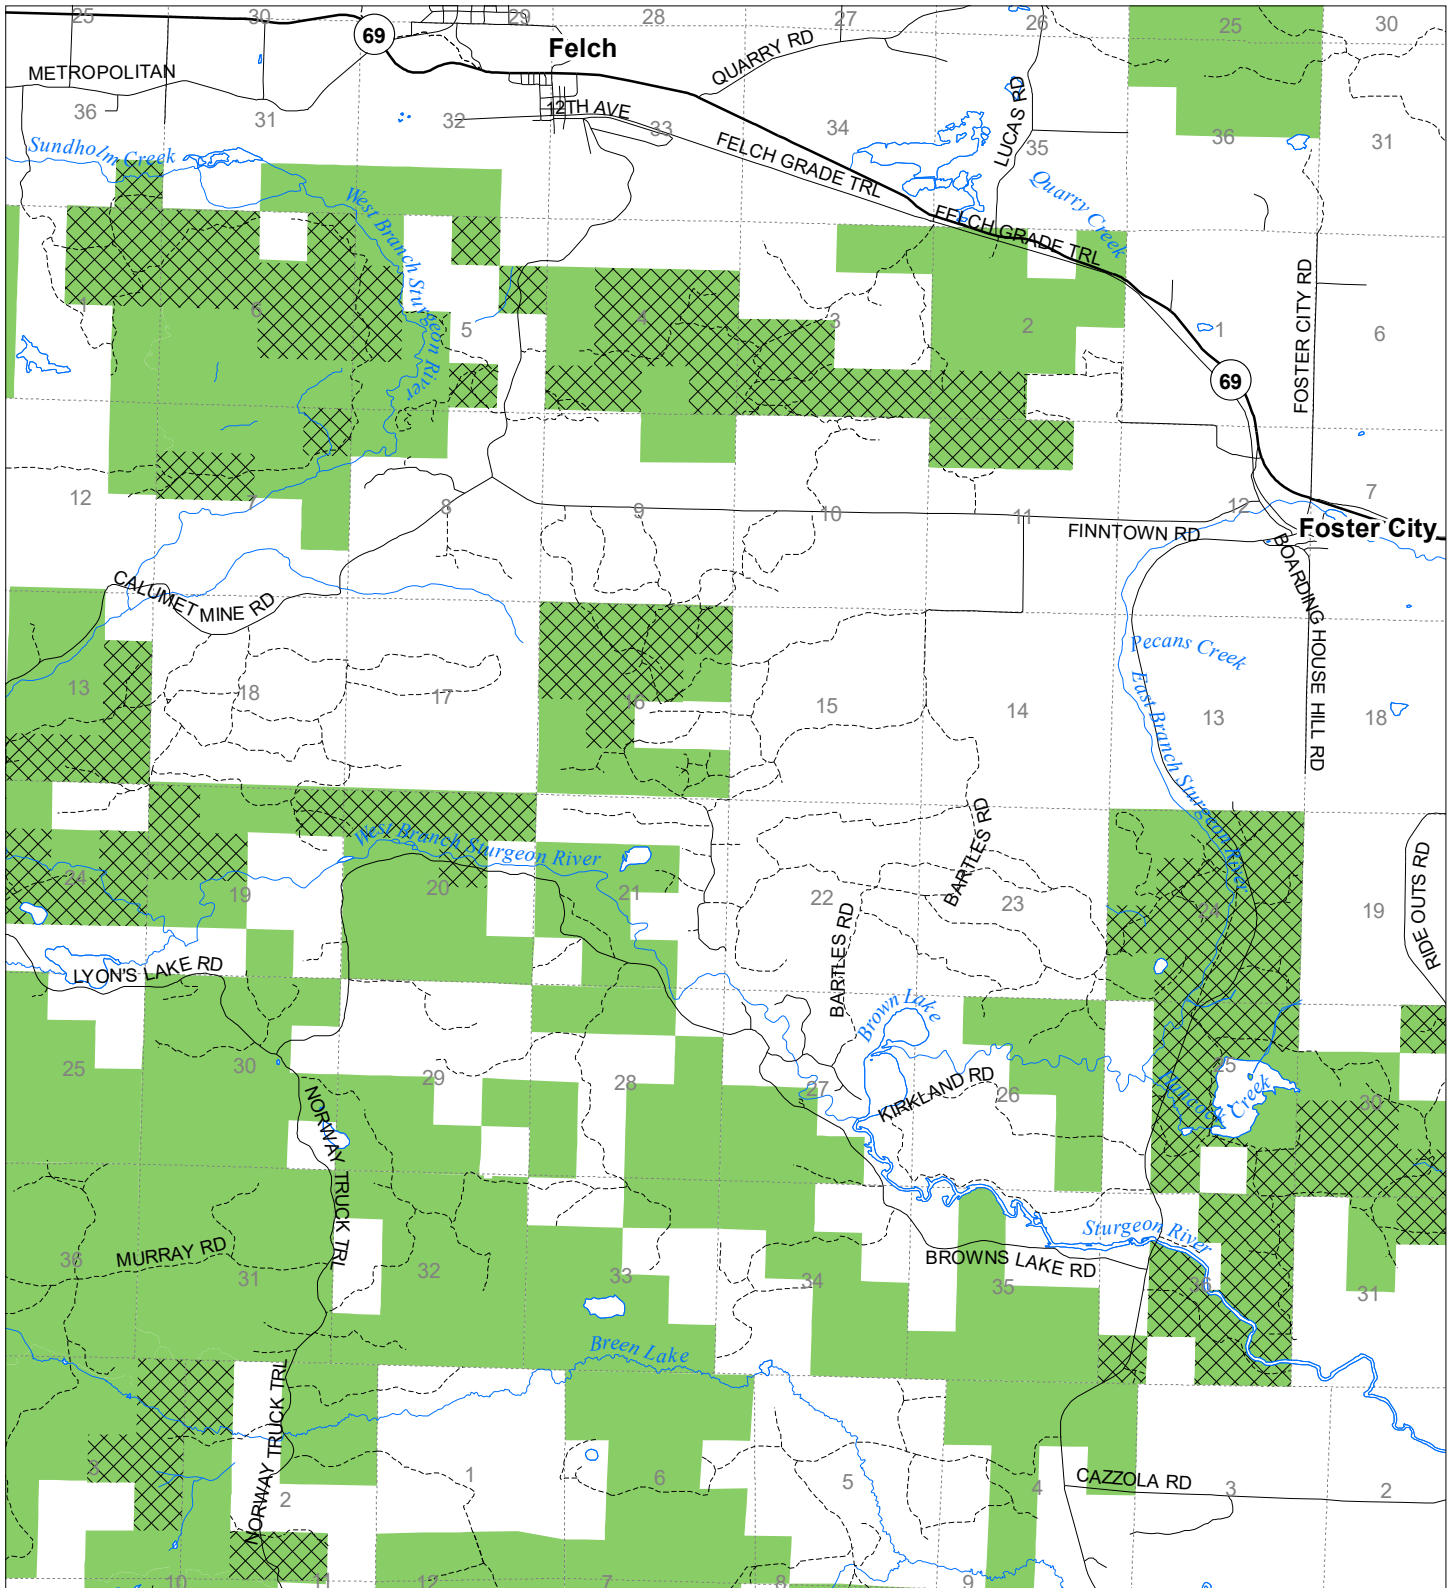 25
30
29
28
27
26
25
30
69
Felch
QUARRY RD
METROPOLITAN
36
31
32
12TH AVE
33
34
LUCAS RD
35
36
31
Sundholm Creek
FELCH GRADE TRL
Quarry Creek
West Branch Sturgeon River
FELCH GRADE TRL
FOSTER CITY RD
1
6
5
4
3
2
1
6
69
12
7
8
9
10
11
12
7
FINNTOWN RD
Foster City
BOARDING HOUSE HILL RD
CALUMET MINE RD
Pecans Creek
East Branch Sturgeon River
13
18
17
16
15
14
13
18
BARTLES RD
West Branch Sturgeon River
24
19
20
21
22
23
24
19
RIDE OUTS RD
BARTLES RD
LYON'S LAKE RD
Brown Lake
25
30
29
28
27
KIRKLAND RD
26
25
30
Hancock Creek
NORWAY TRUCK TRL
Sturgeon River
MURRAY RD
BROWNS LAKE RD
36
31
32
33
34
35
36
31
Breen Lake
NORWAY TRUCK TRL
3
2
1
6
5
4
CAZZOLA RD
3
2
10
11
12
7
8
9